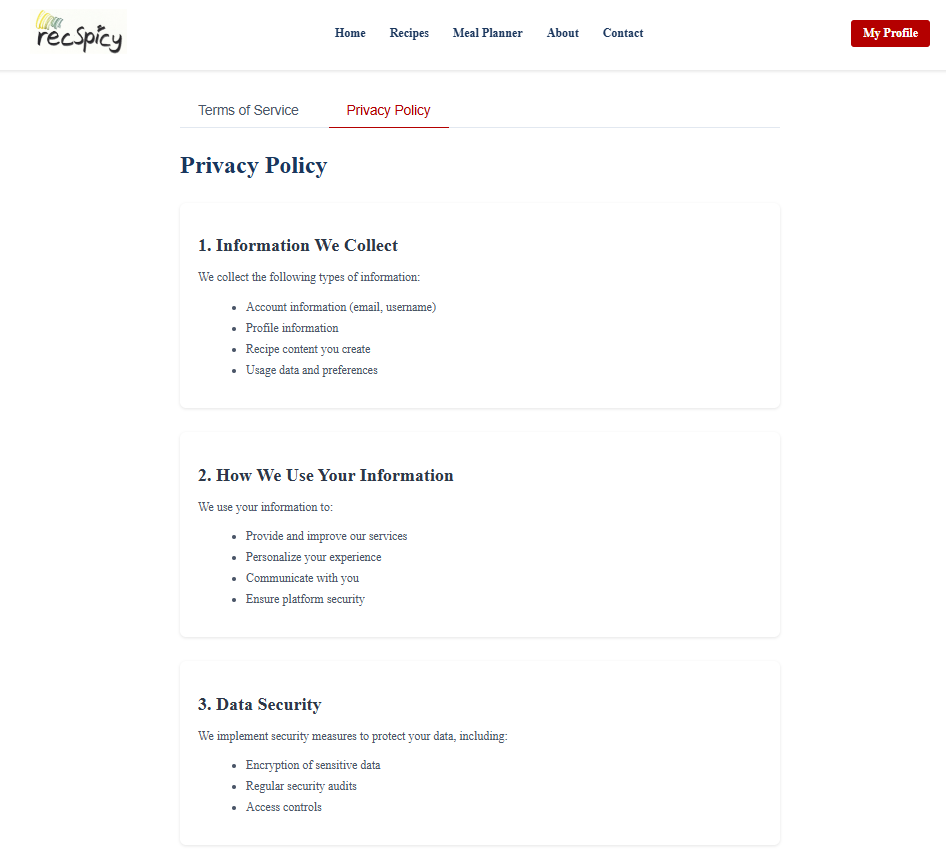 recSpicy
Home
Recipes
Meal Planner
About
Contact
My Profile
Terms of Service
Privacy Policy
Privacy Policy
1. Information We Collect
We collect the following types of information:
Account information (email, username)
Profile information
Recipe content you create
Usage data and preferences
2. How We Use Your Information
We use your information to:
Provide and improve our services
Personalize your experience
Communicate with you
Ensure platform security
3. Data Security
We implement security measures to protect your data, including:
Encryption of sensitive data
Regular security audits
Access controls